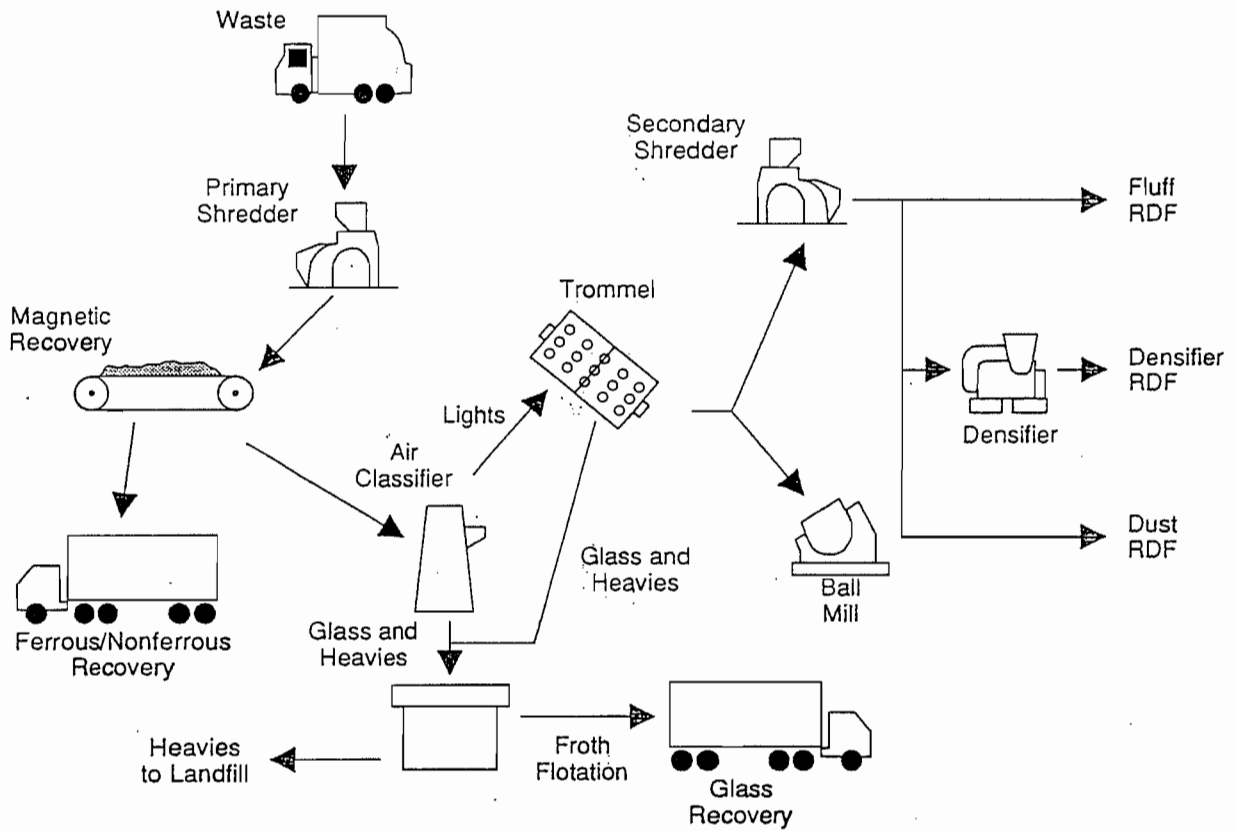 Waste
Primary
Shredder
Magnetic
Recovery
Ferrous/Nonferrous
Recovery
Air
Classifier
Lights
Trommel
Glass and
Heavies
Glass and
Heavies
Heavies
to Landfill
Froth
Flotation
Glass
Recovery
Secondary
Shredder
Ball
Mill
Fluff
RDF
Densifier
Densifier
RDF
Dust
RDF